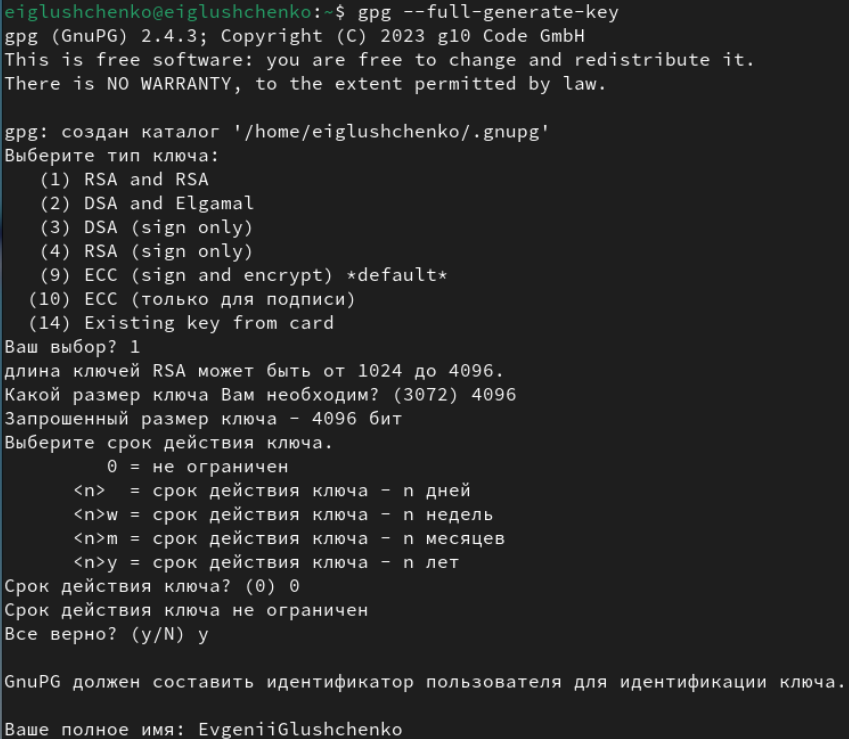 eiglushchenko@eiglushchenko:~$ gpg --full-generate-key
gpg (GnuPG) 2.4.3; Copyright (C) 2023 g10 Code GmbH
This is free software: you are free to change and redistribute it.
There is NO WARRANTY, to the extent permitted by law.

gpg: создан каталог '/home/eiglushchenko/.gnupg'
Выберите тип ключа:
   (1) RSA and RSA
   (2) DSA and Elgamal
   (3) DSA (sign only)
   (4) RSA (sign only)
   (9) ECC (sign and encrypt) *default*
  (10) ECC (только для подписи)
  (14) Existing key from card
Ваш выбор? 1
длина ключей RSA может быть от 1024 до 4096.
Какой размер ключа Вам необходим? (3072) 4096
Запрошенный размер ключа - 4096 бит
Выберите срок действия ключа.
         0 = не ограничен
      <n>  = срок действия ключа - n дней
      <n>w = срок действия ключа - n недель
      <n>m = срок действия ключа - n месяцев
      <n>y = срок действия ключа - n лет
Срок действия ключа? (0) 0
Срок действия ключа не ограничен
Все верно? (y/N) y

GnuPG должен составить идентификатор пользователя для идентификации ключа.

Ваше полное имя: EvgeniiGlushchenko